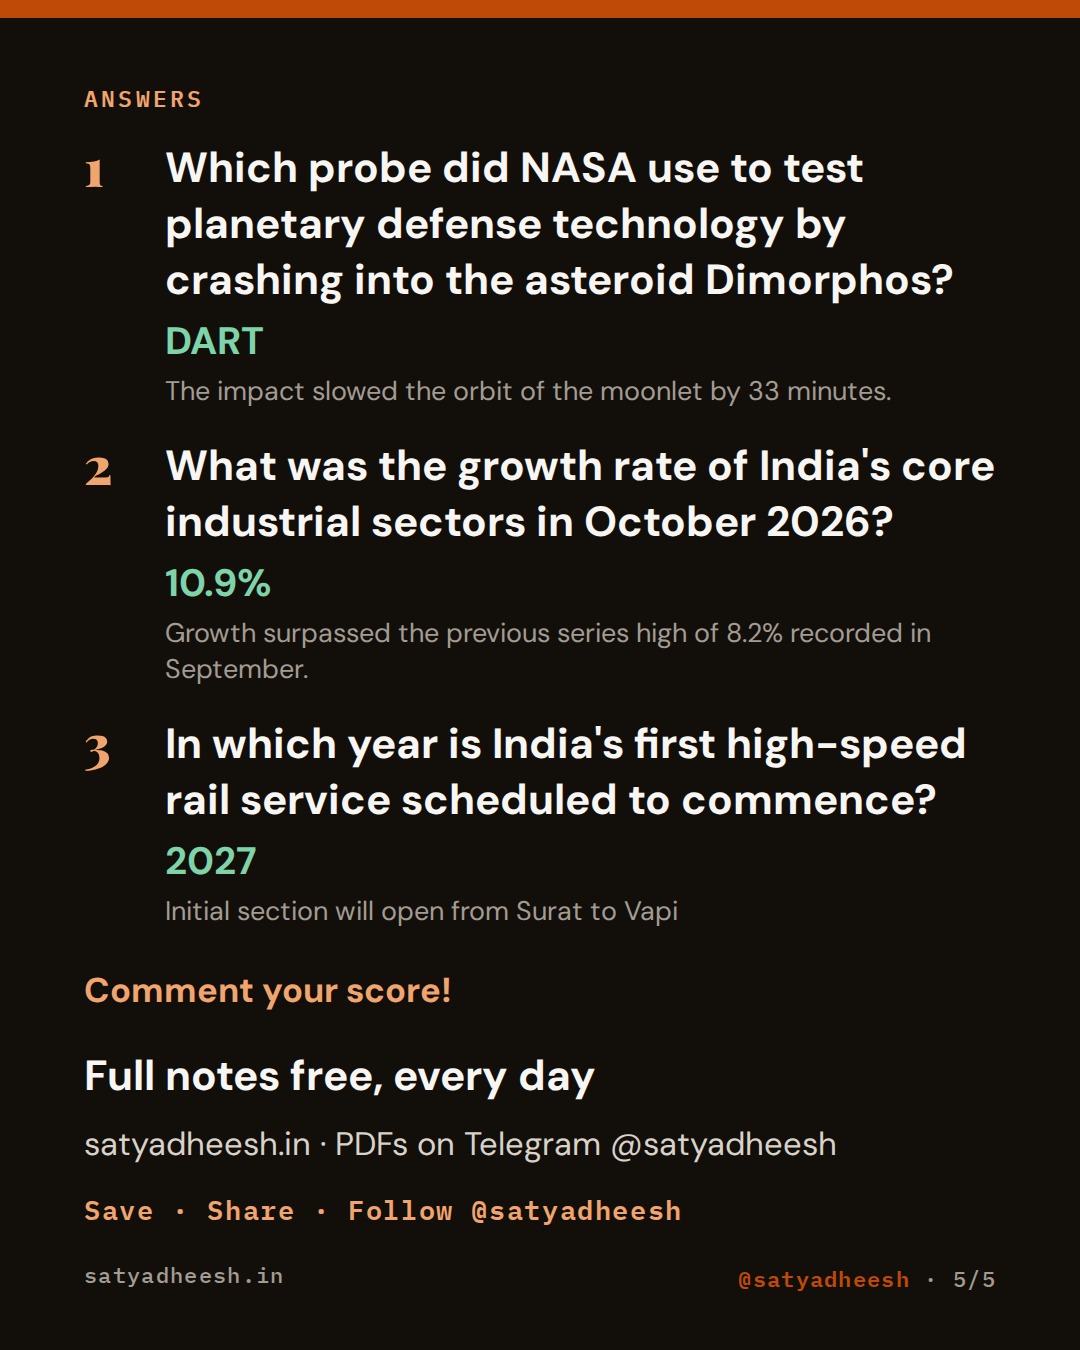 ANSWERS
1
Which probe did NASA use to test
planetary defense technology by
crashing into the asteroid Dimorphos?
DART
The impact slowed the orbit of the moonlet by 33 minutes.
2
What was the growth rate of India's core
industrial sectors in October 2026?
10.9%
Growth surpassed the previous series high of 8.2% recorded in
September.
3
In which year is India's first high-speed
rail service scheduled to commence?
2027
Initial section will open from Surat to Vapi
Comment your score!
Full notes free, every day
satyadheesh.in · PDFs on Telegram @satyadheesh
Save · Share · Follow @satyadheesh
satyadheesh.in
@satyadheesh · 5/5